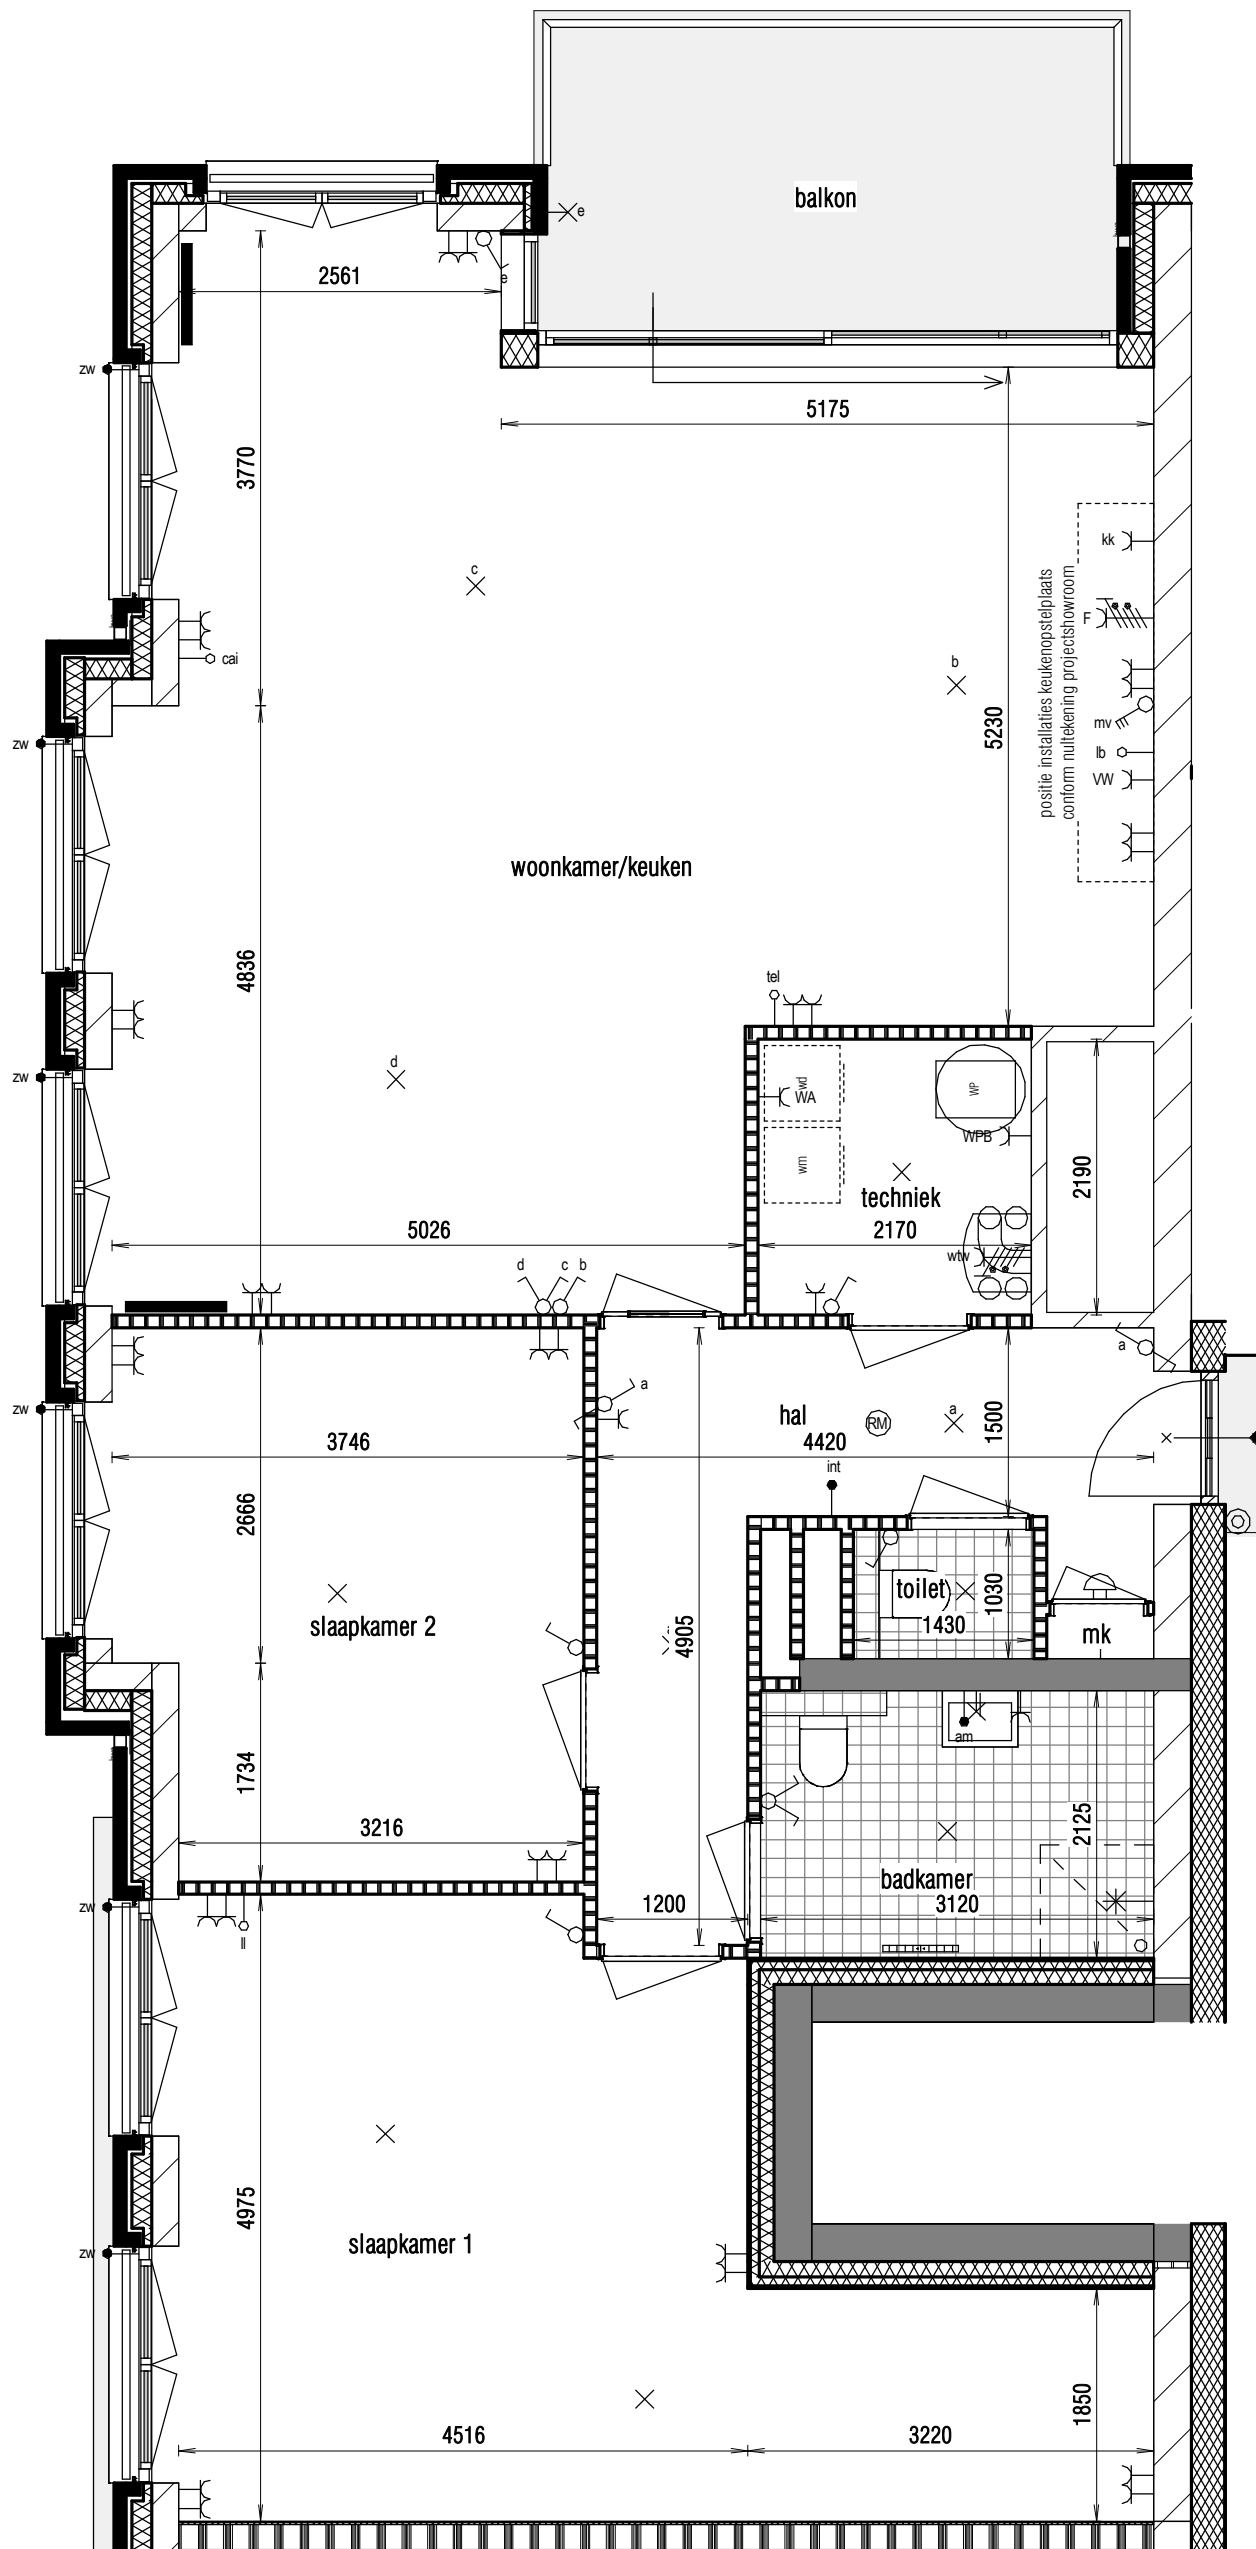 balkon
e
e
2561
zw
5175
3770
kk
positie installaties keukenopstelplaats
conform nultekening projectshowroom
c
F
cai
b
mv
5230
zw
lb
VW
woonkamer/keuken
4836
tel
d
zw
wd
WA
WP
WPB
wm
2190
techniek
5026
2170
wtw
d
c
b
a
a
zw
hal
RM
a
1500
3746
4420
int
2666
toilet
1030
slaapkamer 2
1430
4905
mk
am
1734
2125
3216
badkamer
zw
1200
3120
ll
4975
slaapkamer 1
zw
1850
4516
3220